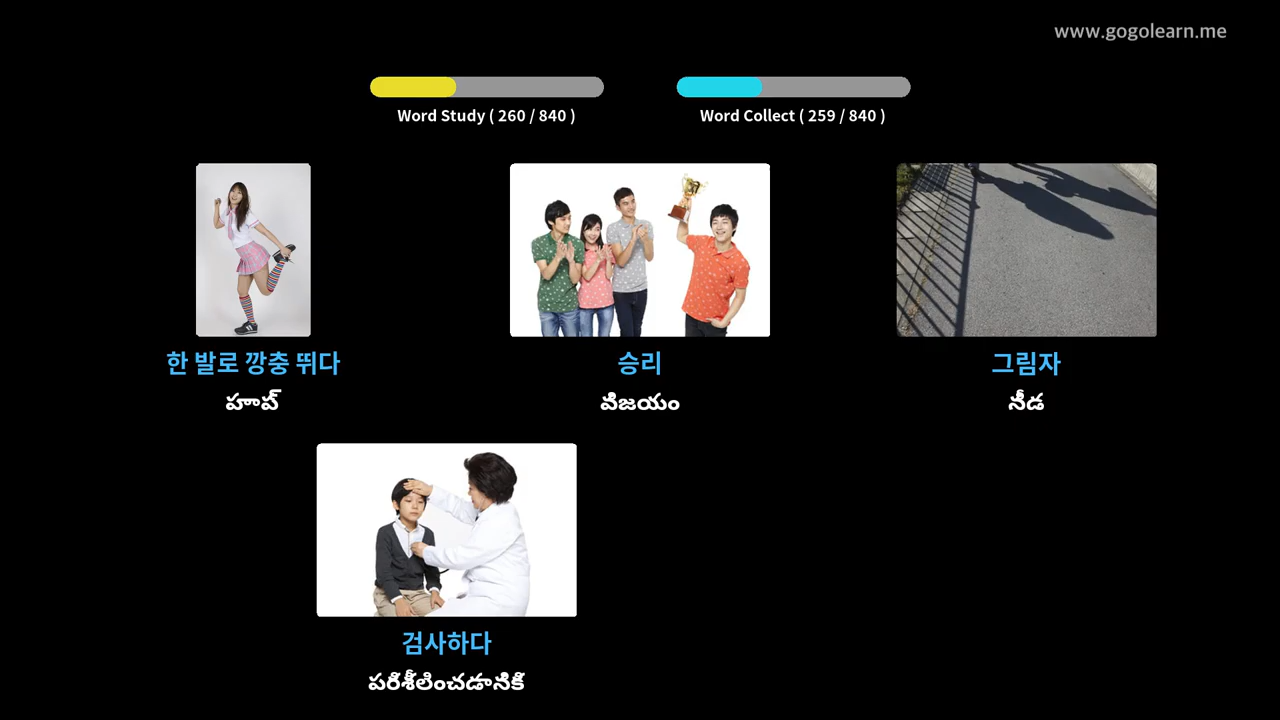 www.gogolearn.me
Word Study ( 260 / 840 )
Word Collect ( 259 / 840 )
한 발로 깡충 뛰다
హాప్
승리
విజయం
그림자
నీడ
검사하다
పరిశీలించడానికి